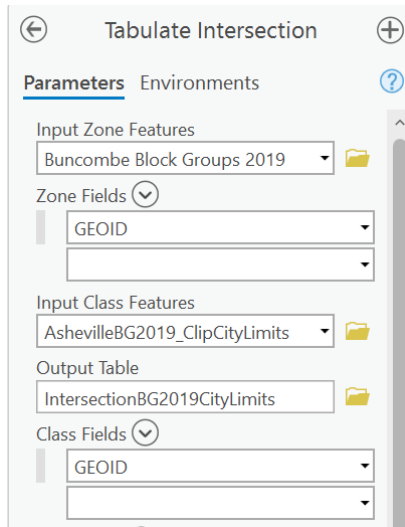 Tabulate Intersection
Parameters Environments
?
Input Zone Features
Buncombe Block Groups 2019
Zone Fields
GEOID
Input Class Features
AshevilleBG2019_ClipCityLimits
Output Table
IntersectionBG2019CityLimits
Class Fields
GEOID